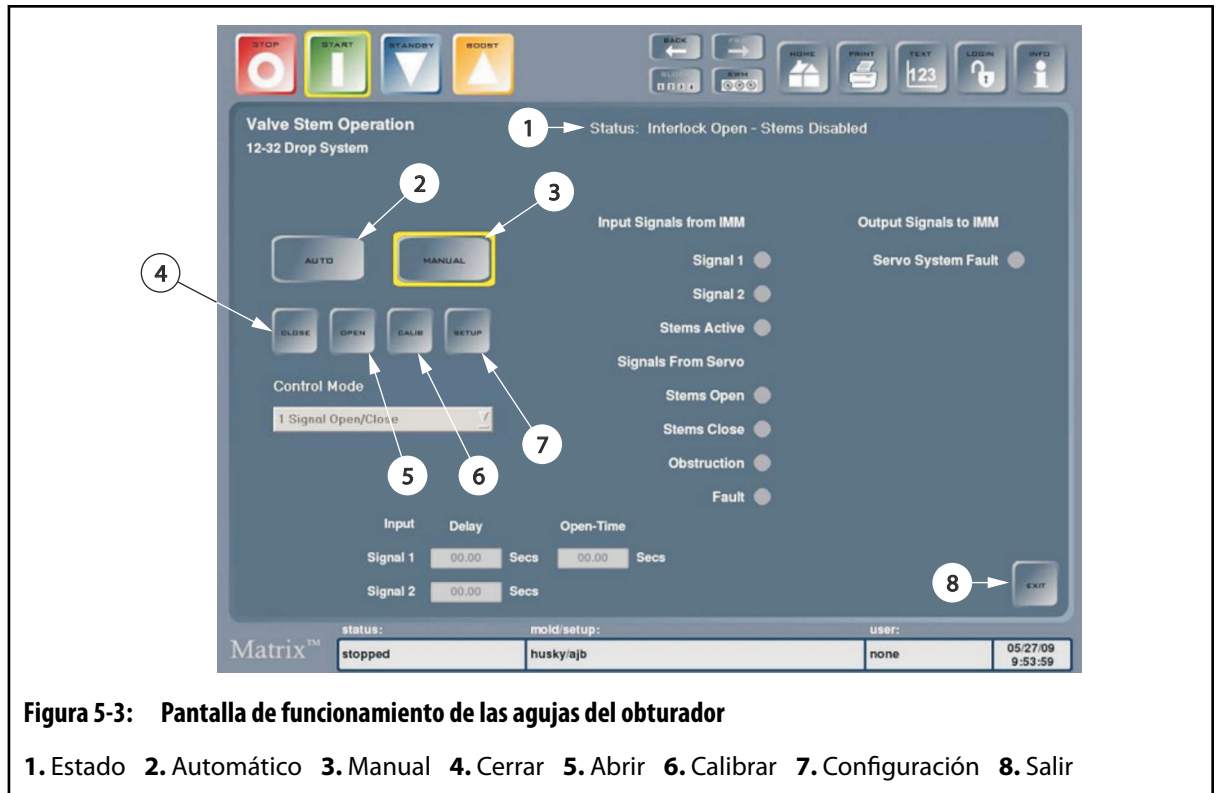 STOP START STANDBY BOOST BACK HOME PRINT TEXT LOGIN INFO
123
EWM
Valve Stem Operation
12-32 Drop System
1 Status: Interlock Open - Stems Disabled
2 3
Input Signals from IMM Output Signals to IMM
AUTO MANUAL
Signal 1 Servo System Fault
4
Signal 2
CLOSE OPEN CALIB SETUP
Stems Active
Signals From Servo
Control Mode
Stems Open
1 Signal Open/Close
Stems Close
7
Obstruction
5 6
Fault
Input Delay Open-Time
Signal 1 00.00 Secs 00.00 Secs
8 EXIT
Signal 2 00.00 Secs
Matrix™
status: mold/setup: user:
stopped husky/ajb none 05/27/09
9:53:59
Figura 5-3: Pantalla de funcionamiento de las agujas del obturador
1. Estado 2. Automático 3. Manual 4. Cerrar 5. Abrir 6. Calibrar 7. Configuración 8. Salir